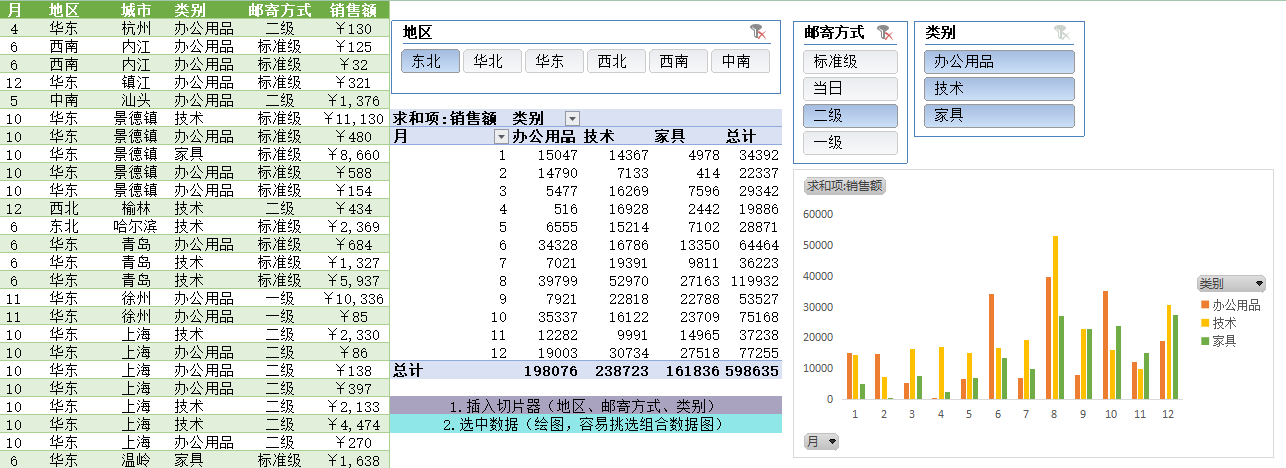 月 地区 城市 类别 邮寄方式 销售额
4 华东 杭州 办公用品 二级 ￥130
6 西南 内江 办公用品 标准级 ￥125
6 西南 内江 办公用品 标准级 ￥32
12 华东 镇江 办公用品 标准级 ￥321
5 中南 汕头 办公用品 二级 ￥1,376
10 华东 景德镇 技术 标准级 ￥11,130
10 华东 景德镇 办公用品 标准级 ￥480
10 华东 景德镇 家具 标准级 ￥8,660
10 华东 景德镇 办公用品 标准级 ￥588
10 华东 景德镇 办公用品 标准级 ￥154
12 西北 榆林 技术 二级 ￥434
6 东北 哈尔滨 技术 标准级 ￥2,369
6 华东 青岛 办公用品 标准级 ￥684
6 华东 青岛 技术 标准级 ￥1,327
6 华东 青岛 技术 标准级 ￥5,937
11 华东 徐州 办公用品 一级 ￥10,336
11 华东 徐州 办公用品 一级 ￥85
10 华东 上海 技术 二级 ￥2,330
10 华东 上海 办公用品 二级 ￥86
10 华东 上海 办公用品 二级 ￥138
10 华东 上海 办公用品 二级 ￥397
10 华东 上海 技术 二级 ￥2,133
10 华东 上海 技术 二级 ￥4,474
10 华东 上海 办公用品 二级 ￥270
6 华东 温岭 家具 标准级 ￥1,638
地区
东北 华北 华东 西北 西南 中南
求和项:销售额 类别
月 办公用品 技术 家具 总计
1 15047 14367 4978 34392
2 14790 7133 414 22337
3 5477 16269 7596 29342
4 516 16928 2442 19886
5 6555 15214 7102 28871
6 34328 16786 13350 64464
7 7021 19391 9811 36223
8 39799 52970 27163 119932
9 7921 22818 22788 53527
10 35337 16122 23709 75168
11 12282 9991 14965 37238
12 19003 30734 27518 77255
总计 198076 238723 161836 598635
1.插入切片器（地区、邮寄方式、类别）
2.选中数据（绘图，容易挑选组合数据图）
邮寄方式
标准级
当日
二级
一级
类别
办公用品
技术
家具
求和项:销售额
60000
50000
40000
30000
20000
10000
0
1 2 3 4 5 6 7 8 9 10 11 12
类别
办公用品
技术
家具
月